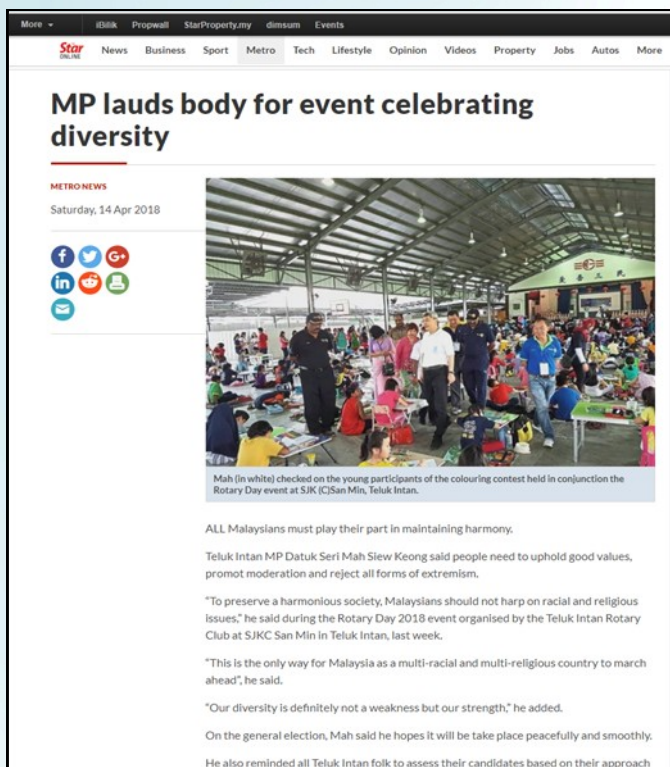 More iBilik Propwall StarProperty.my dimsum Events
Star ONLINE News Business Sport Metro Tech Lifestyle Opinion Videos Property Jobs Autos More
MP lauds body for event celebrating
diversity
METRO NEWS
Saturday, 14 Apr 2018
Mah (in white) checked on the young participants of the colouring contest held in conjunction the
Rotary Day event at SJK (C)San Min, Teluk Intan.
ALL Malaysians must play their part in maintaining harmony.
Teluk Intan MP Datuk Seri Mah Siew Keong said people need to uphold good values,
promot moderation and reject all forms of extremism.
“To preserve a harmonious society, Malaysians should not harp on racial and religious
issues,” he said during the Rotary Day 2018 event organised by the Teluk Intan Rotary
Club at SJKC San Min in Teluk Intan, last week.
“This is the only way for Malaysia as a multi-racial and multi-religious country to march
ahead”, he said.
“Our diversity is definitely not a weakness but our strength,” he added.
On the general election, Mah said he hopes it will be take place peacefully and smoothly.
He also reminded all Teluk Intan folk to assess their candidates based on their approach